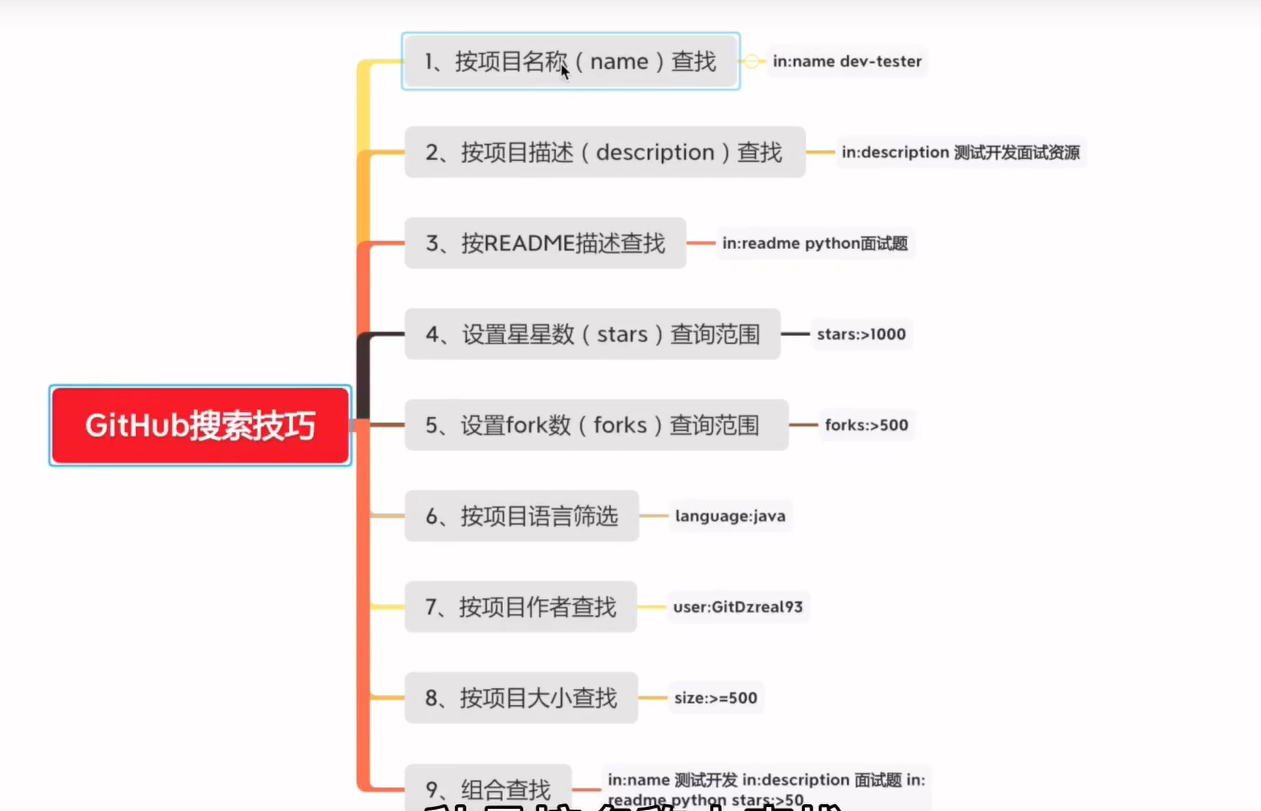 1、按项目名称（name）查找
in:name dev-tester
2、按项目描述（description）查找
in:description 测试开发面试资源
3、按README描述查找
in:readme python面试题
4、设置星星数（stars）查询范围
stars:>1000
GitHub搜索技巧
5、设置fork数（forks）查询范围
forks:>500
6、按项目语言筛选
language:java
7、按项目作者查找
user:GitDzreal93
8、按项目大小查找
size:>=500
9、组合查找
in:name 测试开发 in:description 面试题 in:
readme python stars:>50